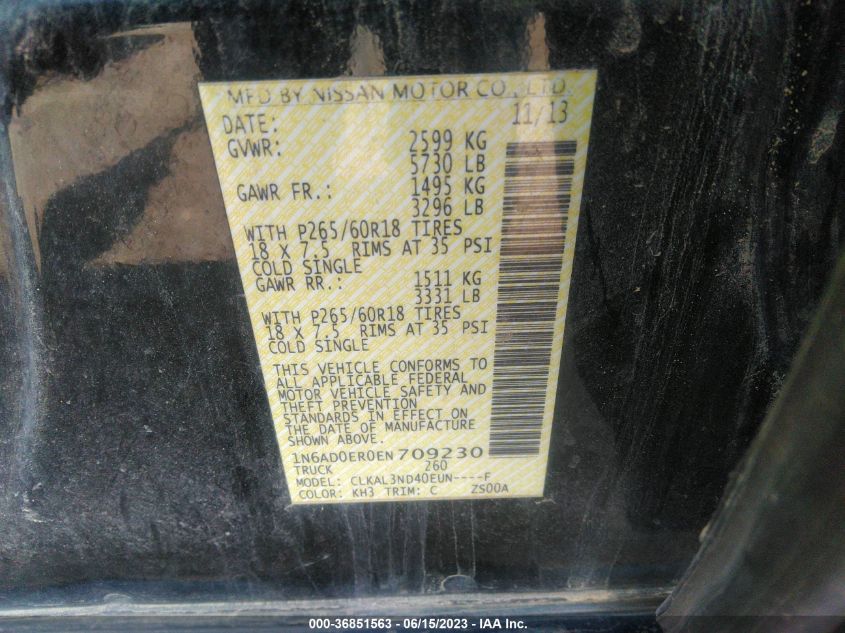 MFD BY NISSAN MOTOR CO., LTD.
DATE: 11/13
GVWR: 2599 KG
5730 LB
GAWR FR.: 1495 KG
3296 LB
WITH P265/60R18 TIRES
18 X 7.5 RIMS AT 35 PSI
COLD SINGLE
GAWR RR.: 1511 KG
3331 LB
WITH P265/60R18 TIRES
18 X 7.5 RIMS AT 35 PSI
COLD SINGLE
THIS VEHICLE CONFORMS TO
ALL APPLICABLE FEDERAL
MOTOR VEHICLE SAFETY AND
THEFT PREVENTION
STANDARDS IN EFFECT ON
THE DATE OF MANUFACTURE
SHOWN ABOVE.
1N6AD0ER0EN709230
TRUCK 260
MODEL: CLKAL3ND40EUN----F
COLOR: KH3 TRIM: C ZS00A
000-36851563 - 06/15/2023 - IAA Inc.